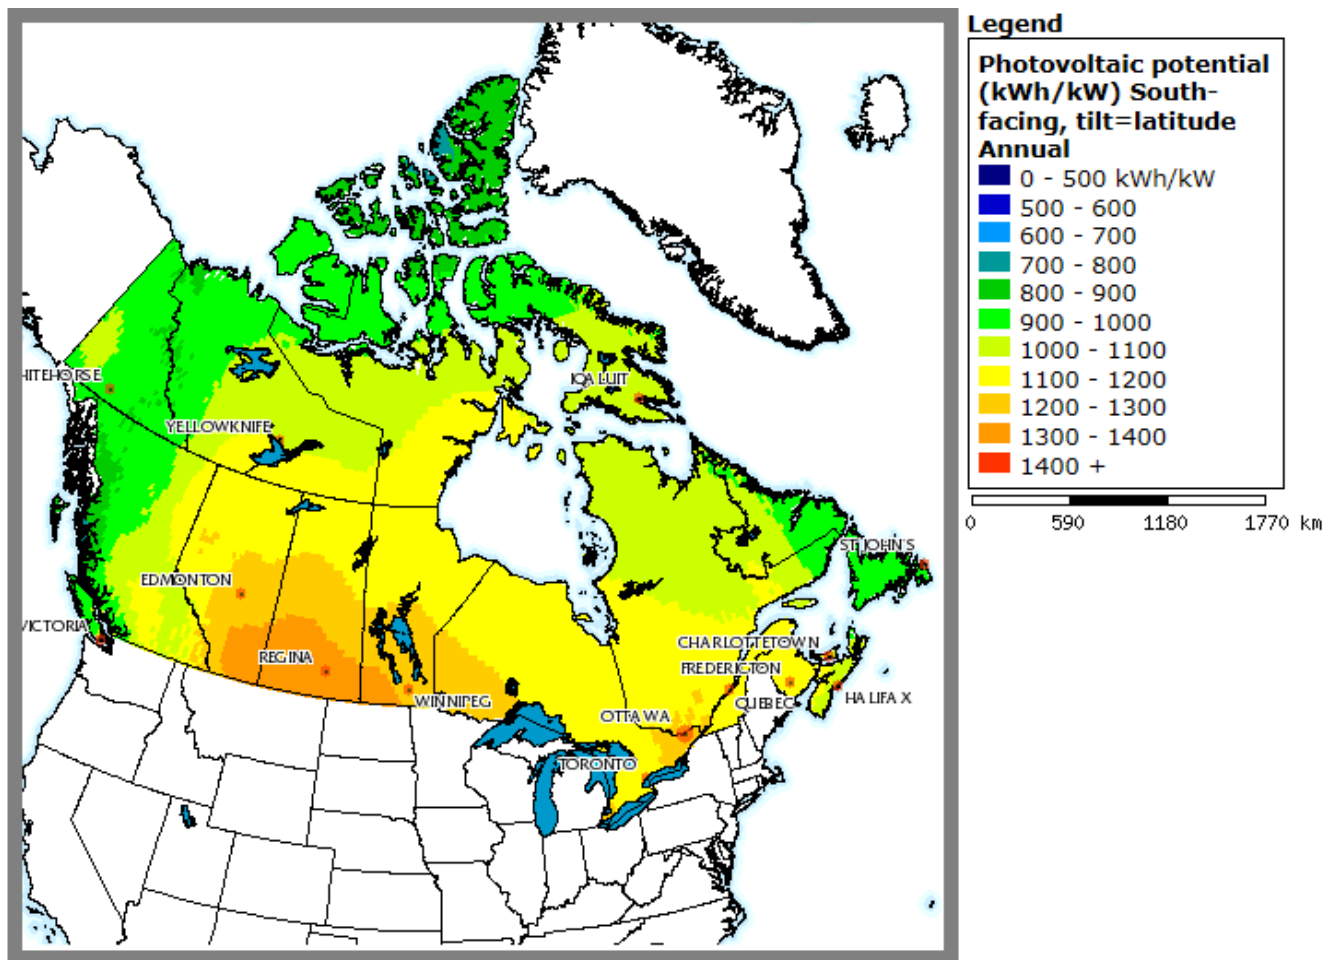 Legend
Photovoltaic potential
(kWh/kW) South-
facing, tilt=latitude
Annual
0 - 500 kWh/kW
500 - 600
600 - 700
700 - 800
800 - 900
900 - 1000
1000 - 1100
1100 - 1200
1200 - 1300
1300 - 1400
1400 +
0 590 1180 1770 km
HITEHORSE
IQALUIT
YELLOWKNIFE
ST JOHN'S
EDMONTON
VICTORIA
CHARLOTTETOWN
REGINA
FREDERICTON
WINNIPEG
QUEBEC
HALIFAX
OTTAWA
TORONTO